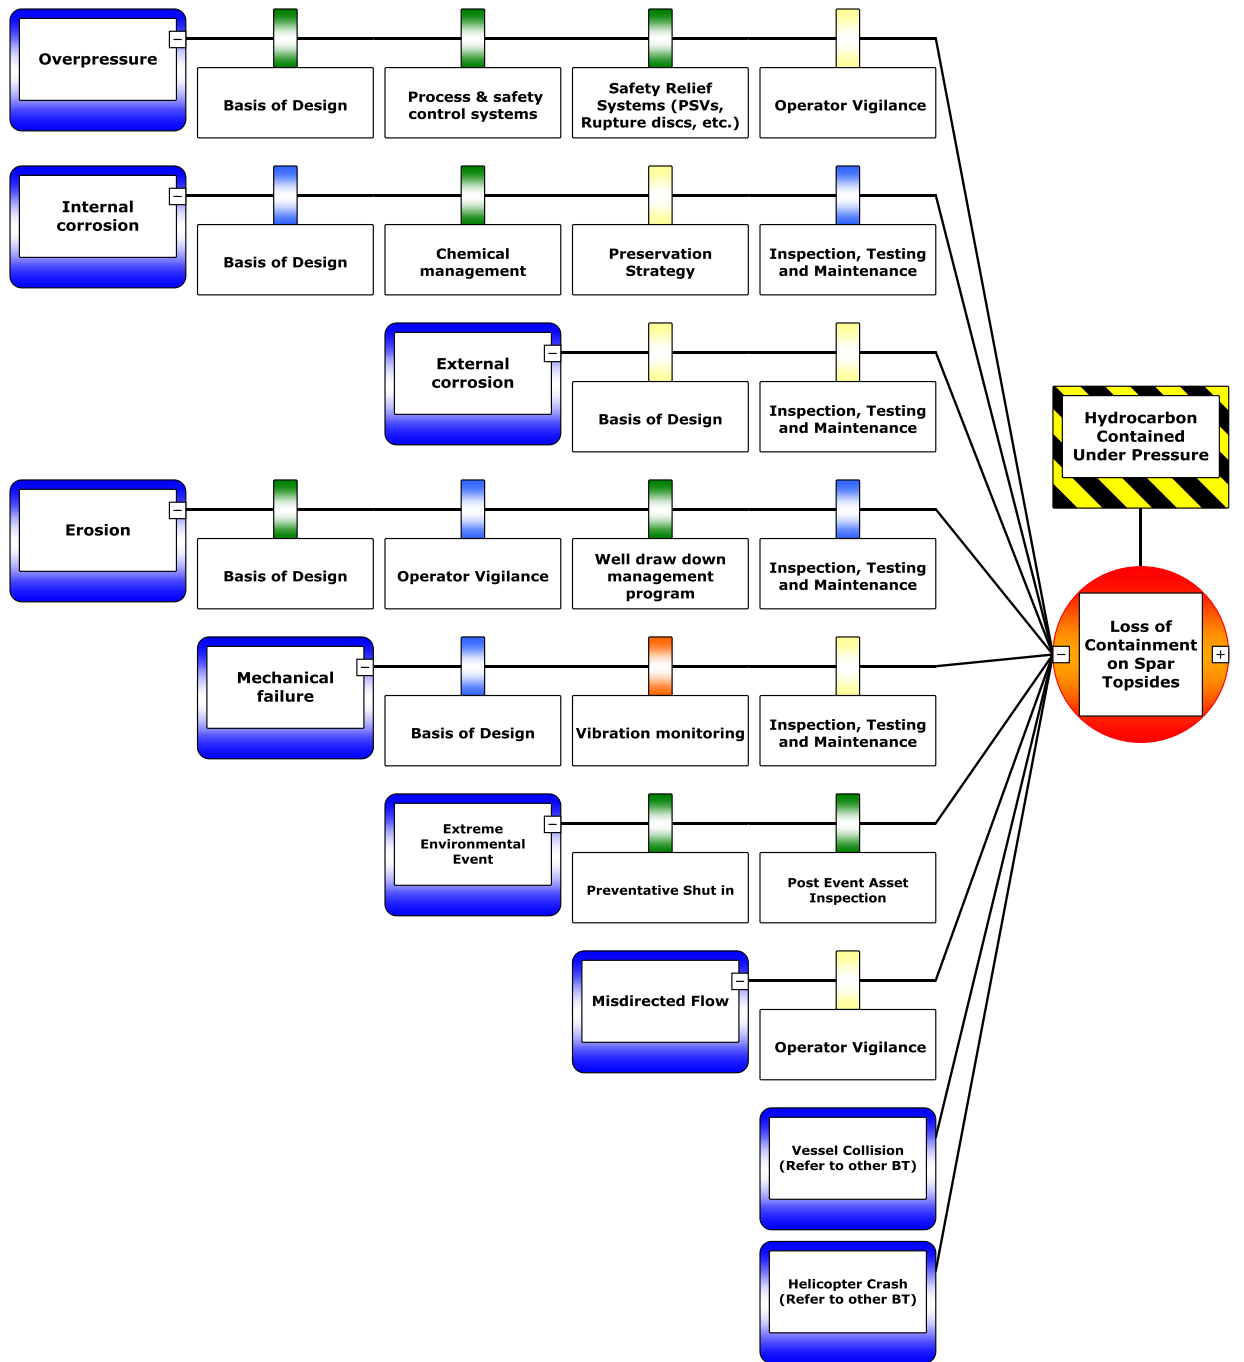 Overpressure
Basis of Design
Process & safety
control systems
Safety Relief
Systems (PSVs,
Rupture discs, etc.)
Operator Vigilance
Internal
corrosion
Basis of Design
Chemical
management
Preservation
Strategy
Inspection, Testing
and Maintenance
External
corrosion
Basis of Design
Inspection, Testing
and Maintenance
Hydrocarbon
Contained
Under Pressure
Erosion
Basis of Design
Operator Vigilance
Well draw down
management
program
Inspection, Testing
and Maintenance
Loss of
Containment
on Spar
Topsides
Mechanical
failure
Basis of Design
Vibration monitoring
Inspection, Testing
and Maintenance
Extreme
Environmental
Event
Preventative Shut in
Post Event Asset
Inspection
Misdirected Flow
Operator Vigilance
Vessel Collision
(Refer to other BT)
Helicopter Crash
(Refer to other BT)